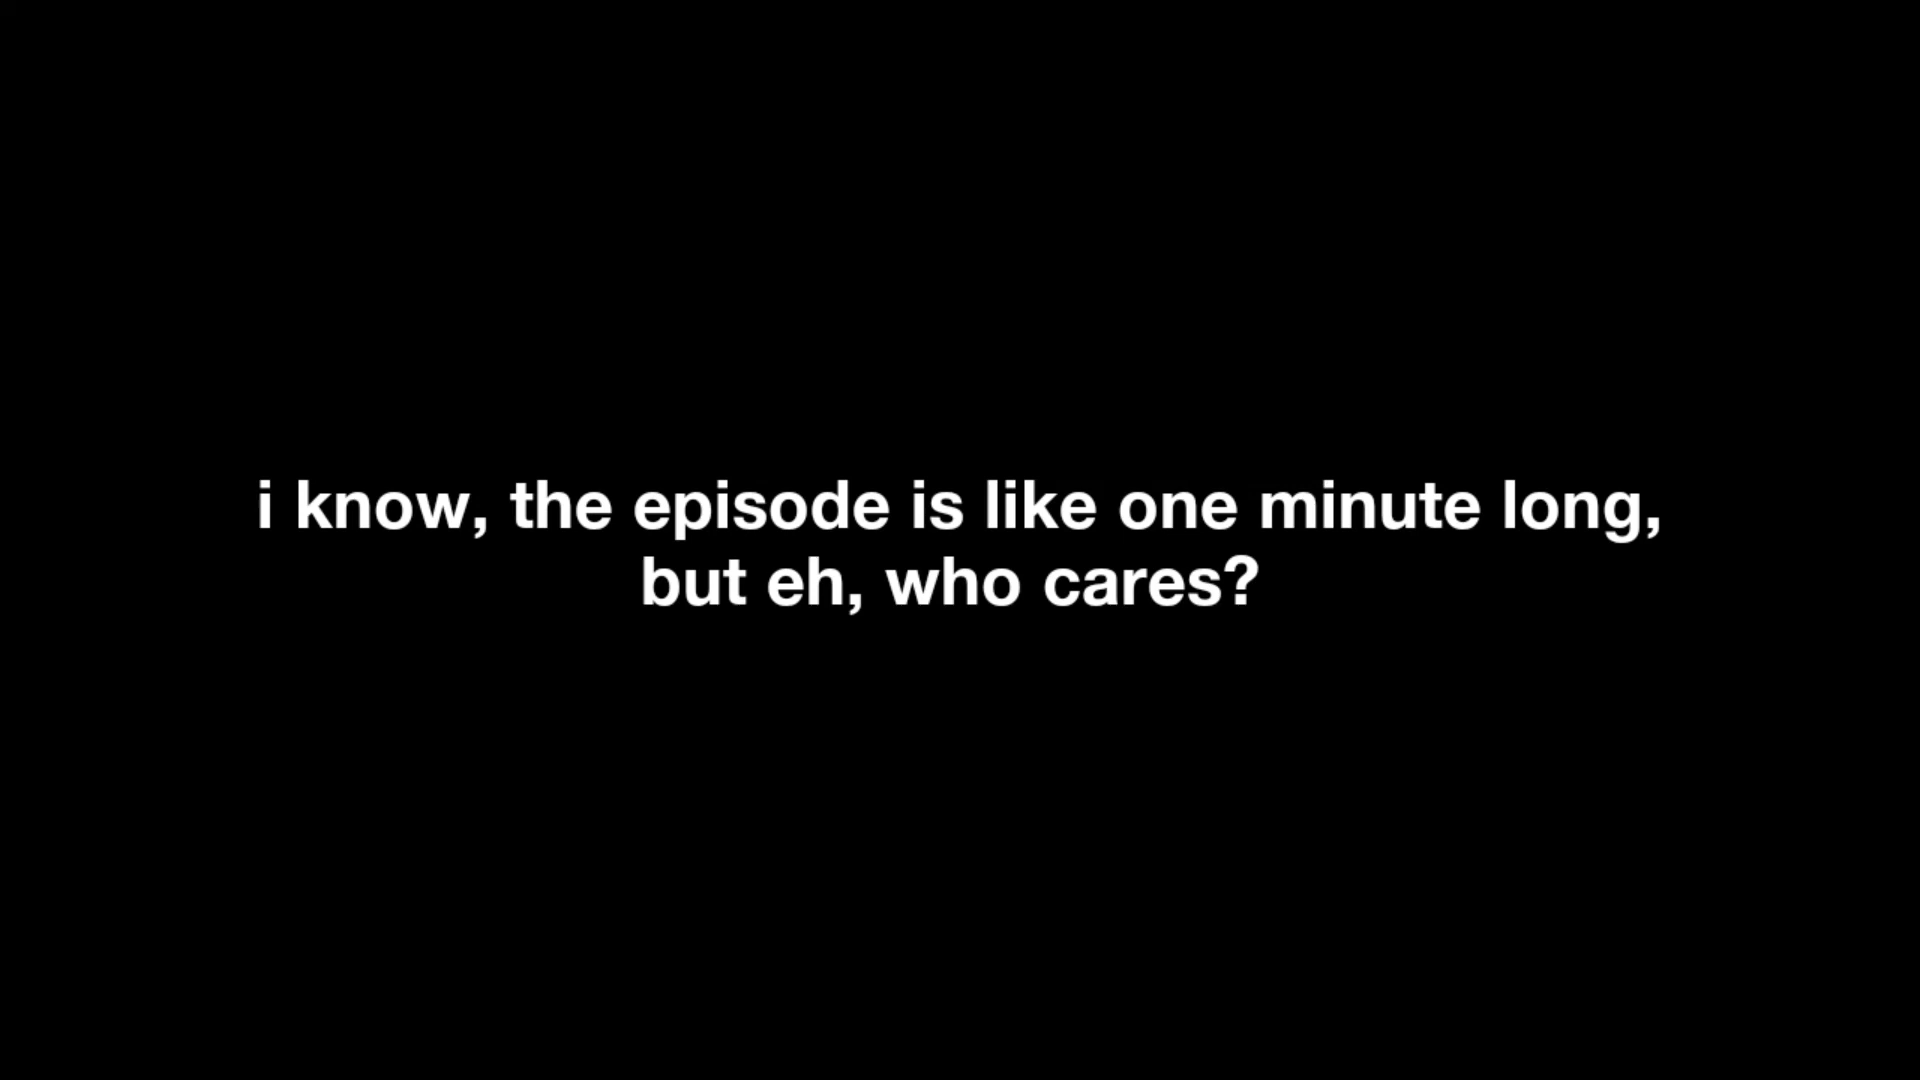 i know, the episode is like one minute long,
but eh, who cares?